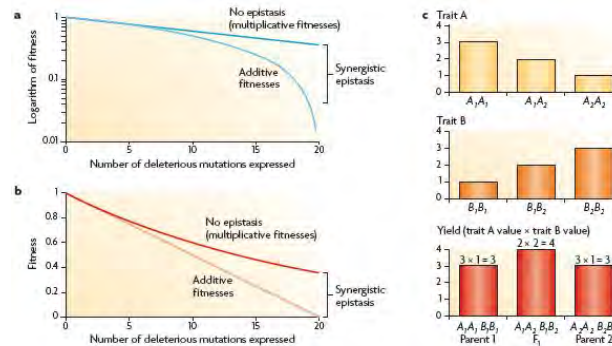 a
No epistasis
(multiplicative fitnesses)
Logarithm of fitness
1
0.1
0.01
Additive
fitnesses
Synergistic
epistasis
0
5
10
15
20
Number of deleterious mutations expressed
b
Fitness
1
0.8
0.6
0.4
0.2
0
No epistasis
(multiplicative fitnesses)
Additive
fitnesses
Synergistic
epistasis
0
5
10
15
20
Number of deleterious mutations expressed
c
Trait A
4
3
2
1
0
A₁A₁
A₁A₂
A₂A₂
Trait B
4
3
2
1
0
B₁B₁
B₁B₂
B₂B₂
Yield (trait A value × trait B value)
4
3
2
1
0
3 × 1 = 3
2 × 2 = 4
3 × 1 = 3
A₁A₁ B₁B₁
Parent 1
A₁A₂ B₁B₂
F₁
A₂A₂ B₂B
Parent 2